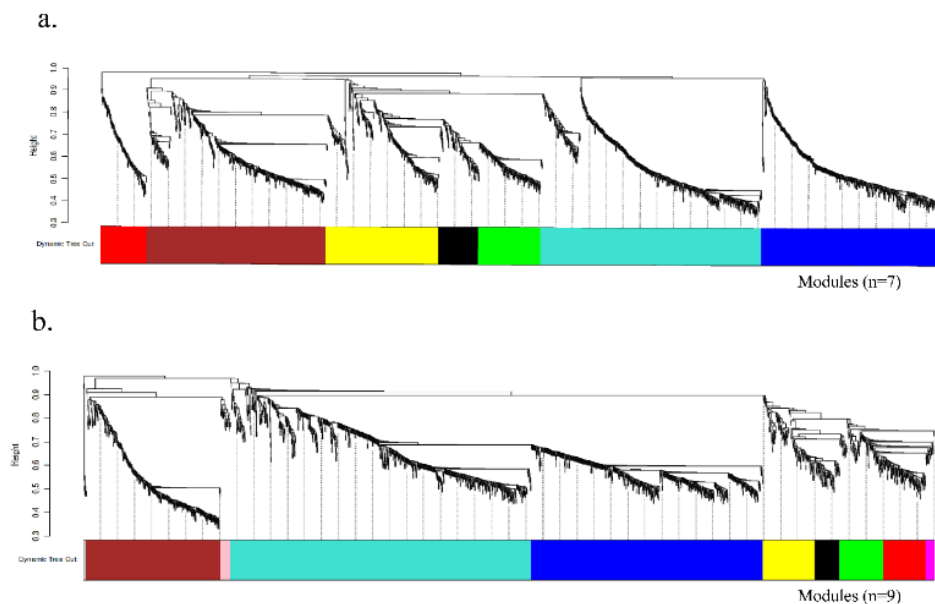 a.
1.0
0.9
0.8
0.7
0.6
0.5
0.4
0.3
Height
Dynamic Tree Cut
Modules (n=7)
b.
1.0
0.9
0.8
0.7
0.6
0.5
0.4
0.3
Height
Dynamic Tree Cut
Modules (n=9)